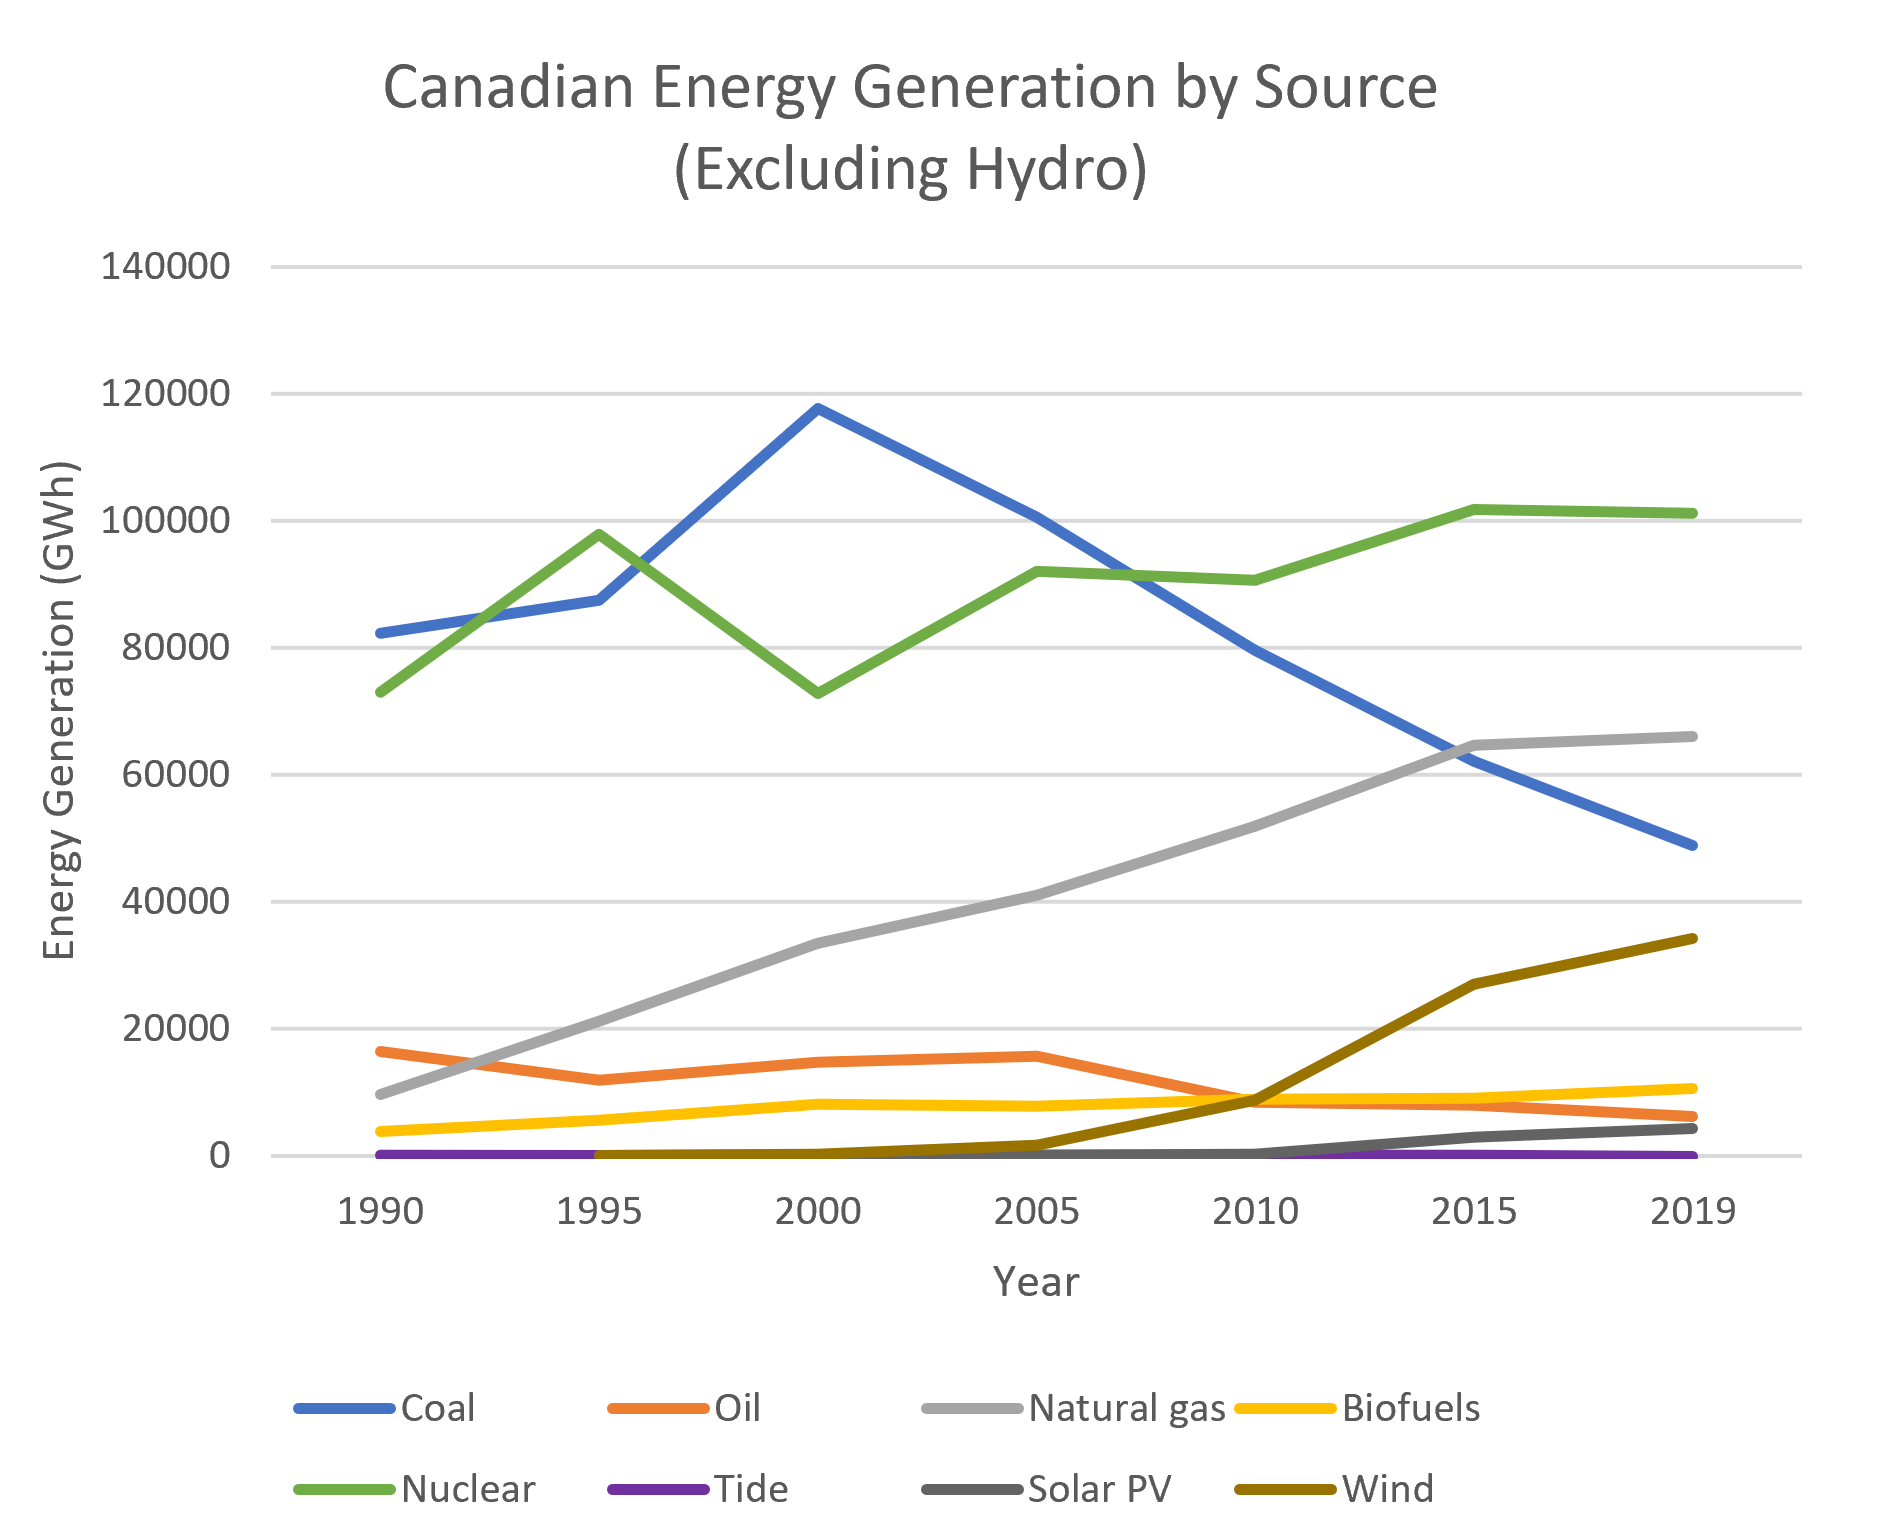 Canadian Energy Generation by Source
(Excluding Hydro)
140000
120000
100000
80000
60000
40000
20000
0
Energy Generation (GWh)
1990 1995 2000 2005 2010 2015 2019
Year
Coal Oil Natural gas Biofuels
Nuclear Tide Solar PV Wind